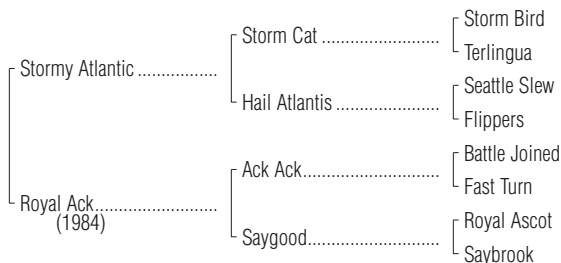 Storm Bird
Storm Cat ........................
Terlingua
Stormy Atlantic ................
Seattle Slew
Hail Atlantis .....................
Flippers
Battle Joined
Ack Ack............................
Fast Turn
Royal Ack.........................
(1984)
Royal Ascot
Saygood...........................
Saybrook